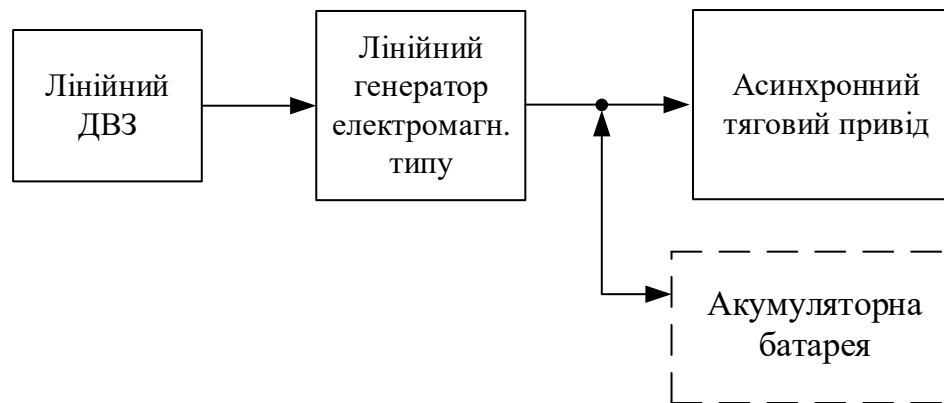 Лінійний
ДВЗ
Лінійний
генератор
електромагн.
типу
Асинхронний
тяговий привід
Акумуляторна
батарея